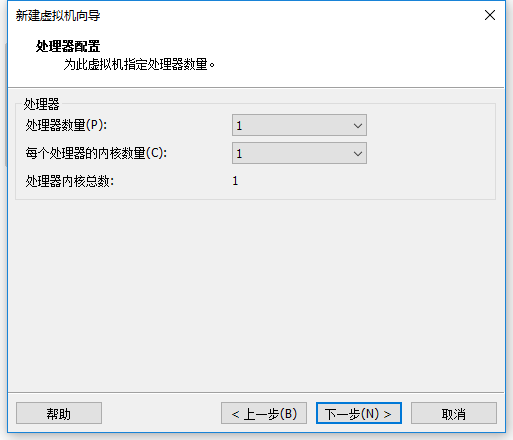 新建虚拟机向导
处理器配置
为此虚拟机指定处理器数量。
处理器
处理器数量(P): 1
每个处理器的内核数量(C): 1
处理器内核总数: 1
帮助 < 上一步(B) 下一步(N) > 取消